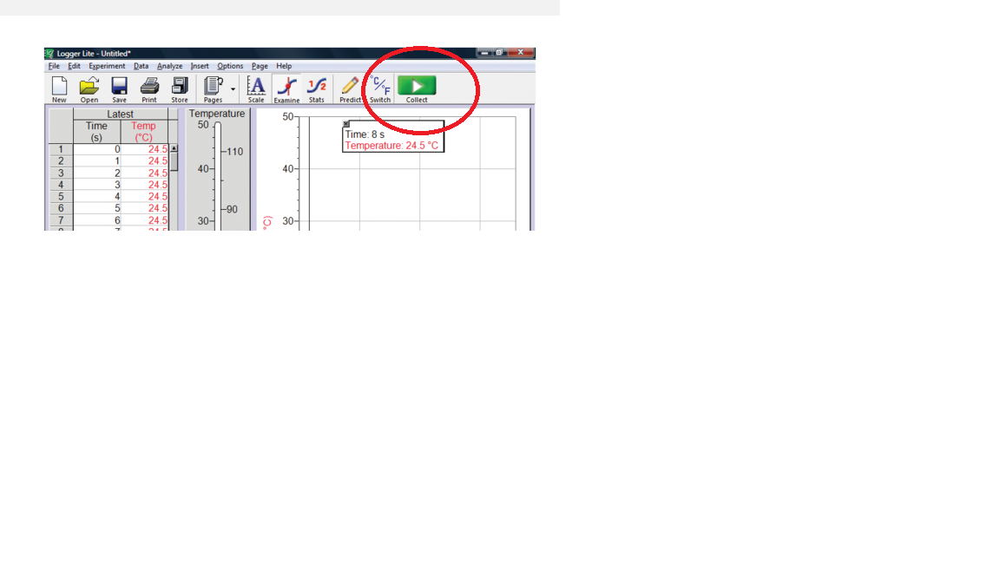 Logger Lite - Untitled*
File Edit Experiment Data Analyze Insert Options Page Help
New Open Save Print Store Pages Scale Examine Stats Predict Switch Collect
°C/°F
Latest
Time Temp
(s) (°C)
1 0 24.5
2 1 24.5
3 2 24.5
4 3 24.5
5 4 24.5
6 5 24.5
7 6 24.5
Temperature
50
110
40
90
30
50
40
30
(°C)
Time: 8 s
Temperature: 24.5 °C